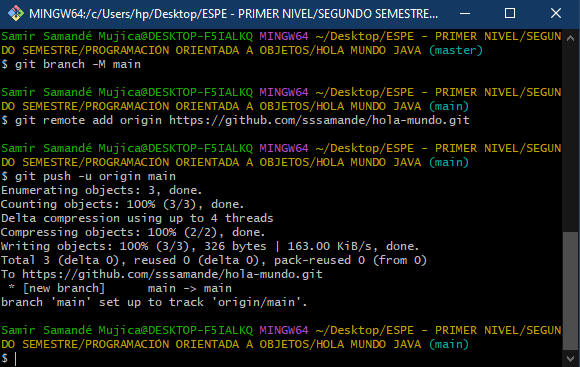 MINGW64:/c/Users/hp/Desktop/ESPE - PRIMER NIVEL/SEGUNDO SEMESTRE...
Samir Samandé Mujica@DESKTOP-F5IALKQ MINGW64 ~/Desktop/ESPE - PRIMER NIVEL/SEGUN
DO SEMESTRE/PROGRAMACIÓN ORIENTADA A OBJETOS/HOLA MUNDO JAVA (master)
$ git branch -M main
Samir Samandé Mujica@DESKTOP-F5IALKQ MINGW64 ~/Desktop/ESPE - PRIMER NIVEL/SEGUN
DO SEMESTRE/PROGRAMACIÓN ORIENTADA A OBJETOS/HOLA MUNDO JAVA (main)
$ git remote add origin https://github.com/sssamande/hola-mundo.git
Samir Samandé Mujica@DESKTOP-F5IALKQ MINGW64 ~/Desktop/ESPE - PRIMER NIVEL/SEGUN
DO SEMESTRE/PROGRAMACIÓN ORIENTADA A OBJETOS/HOLA MUNDO JAVA (main)
$ git push -u origin main
Enumerating objects: 3, done.
Counting objects: 100% (3/3), done.
Delta compression using up to 4 threads
Compressing objects: 100% (2/2), done.
Writing objects: 100% (3/3), 326 bytes | 163.00 KiB/s, done.
Total 3 (delta 0), reused 0 (delta 0), pack-reused 0 (from 0)
To https://github.com/sssamande/hola-mundo.git
 * [new branch]      main -> main
branch 'main' set up to track 'origin/main'.
Samir Samandé Mujica@DESKTOP-F5IALKQ MINGW64 ~/Desktop/ESPE - PRIMER NIVEL/SEGUN
DO SEMESTRE/PROGRAMACIÓN ORIENTADA A OBJETOS/HOLA MUNDO JAVA (main)
$